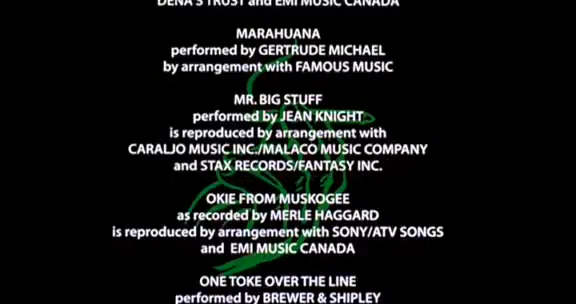 DENA'S TRUST and EMI MUSIC CANADA
MARAHUANA
performed by GERTRUDE MICHAEL
by arrangement with FAMOUS MUSIC
MR. BIG STUFF
performed by JEAN KNIGHT
is reproduced by arrangement with
CARALJO MUSIC INC./MALACO MUSIC COMPANY
and STAX RECORDS/FANTASY INC.
OKIE FROM MUSKOGEE
as recorded by MERLE HAGGARD
is reproduced by arrangement with SONY/ATV SONGS
and EMI MUSIC CANADA
ONE TOKE OVER THE LINE
performed by BREWER & SHIPLEY